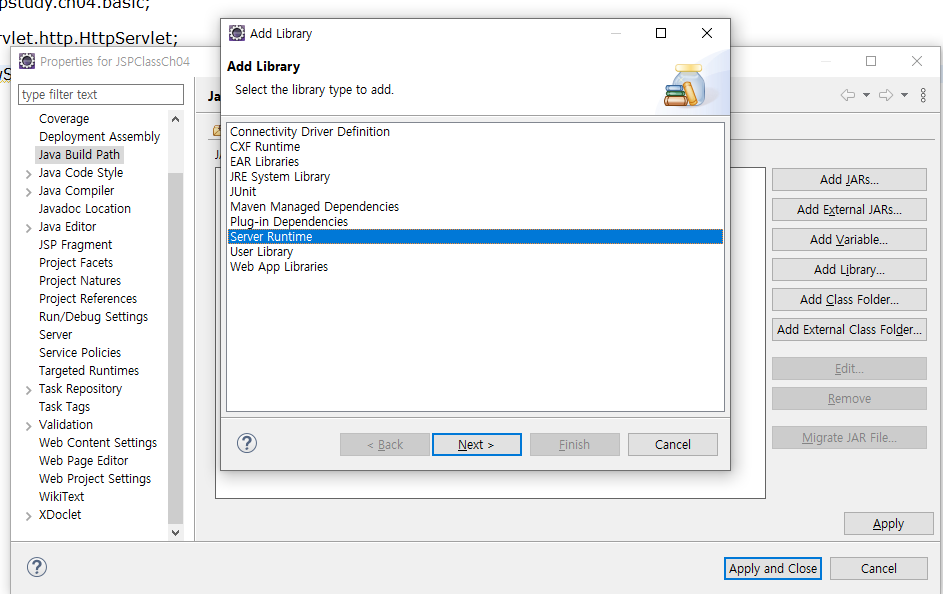 pstudy.ch04.basic;
rvlet.http.HttpServlet;
Properties for JSPClassCh04
type filter text
Coverage
Deployment Assembly
Java Build Path
Java Code Style
Java Compiler
Javadoc Location
Java Editor
JSP Fragment
Project Facets
Project Natures
Project References
Run/Debug Settings
Server
Service Policies
Targeted Runtimes
Task Repository
Task Tags
Validation
Web Content Settings
Web Page Editor
Web Project Settings
WikiText
XDoclet
Add Library
Add Library
Select the library type to add.
Connectivity Driver Definition
CXF Runtime
EAR Libraries
JRE System Library
JUnit
Maven Managed Dependencies
Plug-in Dependencies
Server Runtime
User Library
Web App Libraries
< Back
Next >
Finish
Cancel
Add JARs...
Add External JARs...
Add Variable...
Add Library...
Add Class Folder...
Add External Class Folder...
Edit...
Remove
Migrate JAR File...
Apply
Apply and Close
Cancel